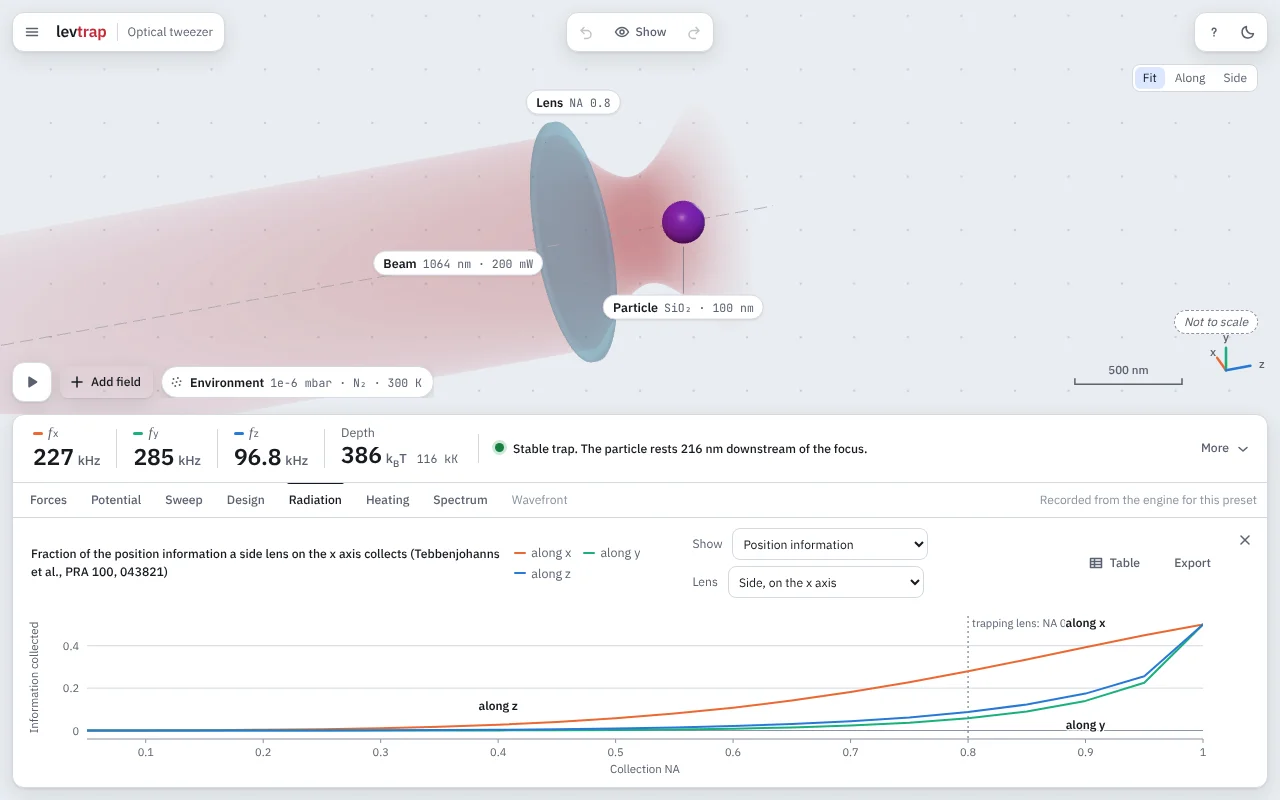 levtrap Optical tweezer
Show
?
Fit Along Side
Lens NA 0.8
Beam 1064 nm · 200 mW
Particle SiO₂ · 100 nm
Not to scale
y
x
z
500 nm
Add field
Environment 1e-6 mbar · N₂ · 300 K
fx
227 kHz
fy
285 kHz
fz
96.8 kHz
Depth
386 kBT 116 kK
Stable trap. The particle rests 216 nm downstream of the focus.
More
Forces Potential Sweep Design Radiation Heating Spectrum Wavefront
Recorded from the engine for this preset
Fraction of the position information a side lens on the x axis collects (Tebbenjohanns
et al., PRA 100, 043821)
along x along y
along z
Show Position information
Lens Side, on the x axis
Table Export
Information collected
trapping lens: NA
along x
0.4
0.2
0
along z
along y
0.1 0.2 0.3 0.4 0.5 0.6 0.7 0.8 0.9 1
Collection NA